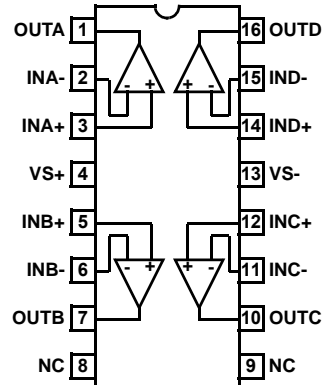 OUTA 1 16 OUTD
INA- 2 - + + - 15 IND-
INA+ 3 14 IND+
VS+ 4 13 VS-
INB+ 5 12 INC+
INB- 6 - + + - 11 INC-
OUTB 7 10 OUTC
NC 8 9 NC